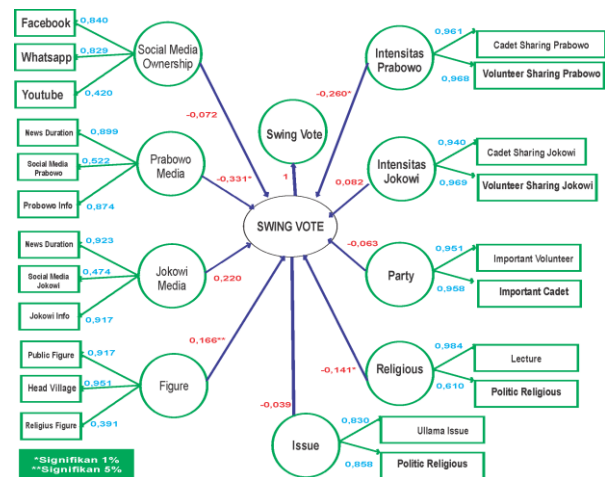 Facebook
0,840
Whatsapp
0,829
Youtube
0,420
Social Media
Ownership
-0,072
News Duration
0,899
Social Media
Prabowo
0,522
Probowo Info
0,874
Prabowo
Media
-0,331*
News Duration
0,923
Social Media
Jokowi
0,474
Jokowi Info
0,917
Jokowi
Media
0,220
Public Figure
0,917
Head Village
0,951
Religius Figure
0,391
Figure
0,166**
Swing Vote
1
SWING VOTE
Intensitas
Prabowo
-0,260*
0,961
Cadet Sharing Prabowo
0,968
Volunteer Sharing Prabowo
Intensitas
Jokowi
0,082
0,940
Cadet Sharing Jokowi
0,969
Volunteer Sharing Jokowi
Party
-0,063
0,951
Important Volunteer
0,958
Important Cadet
Religious
-0,141*
0,984
Lecture
0,610
Politic Religious
Issue
-0,039
0,830
Ullama Issue
0,858
Politic Religious
*Signifikan 1%
**Signifikan 5%